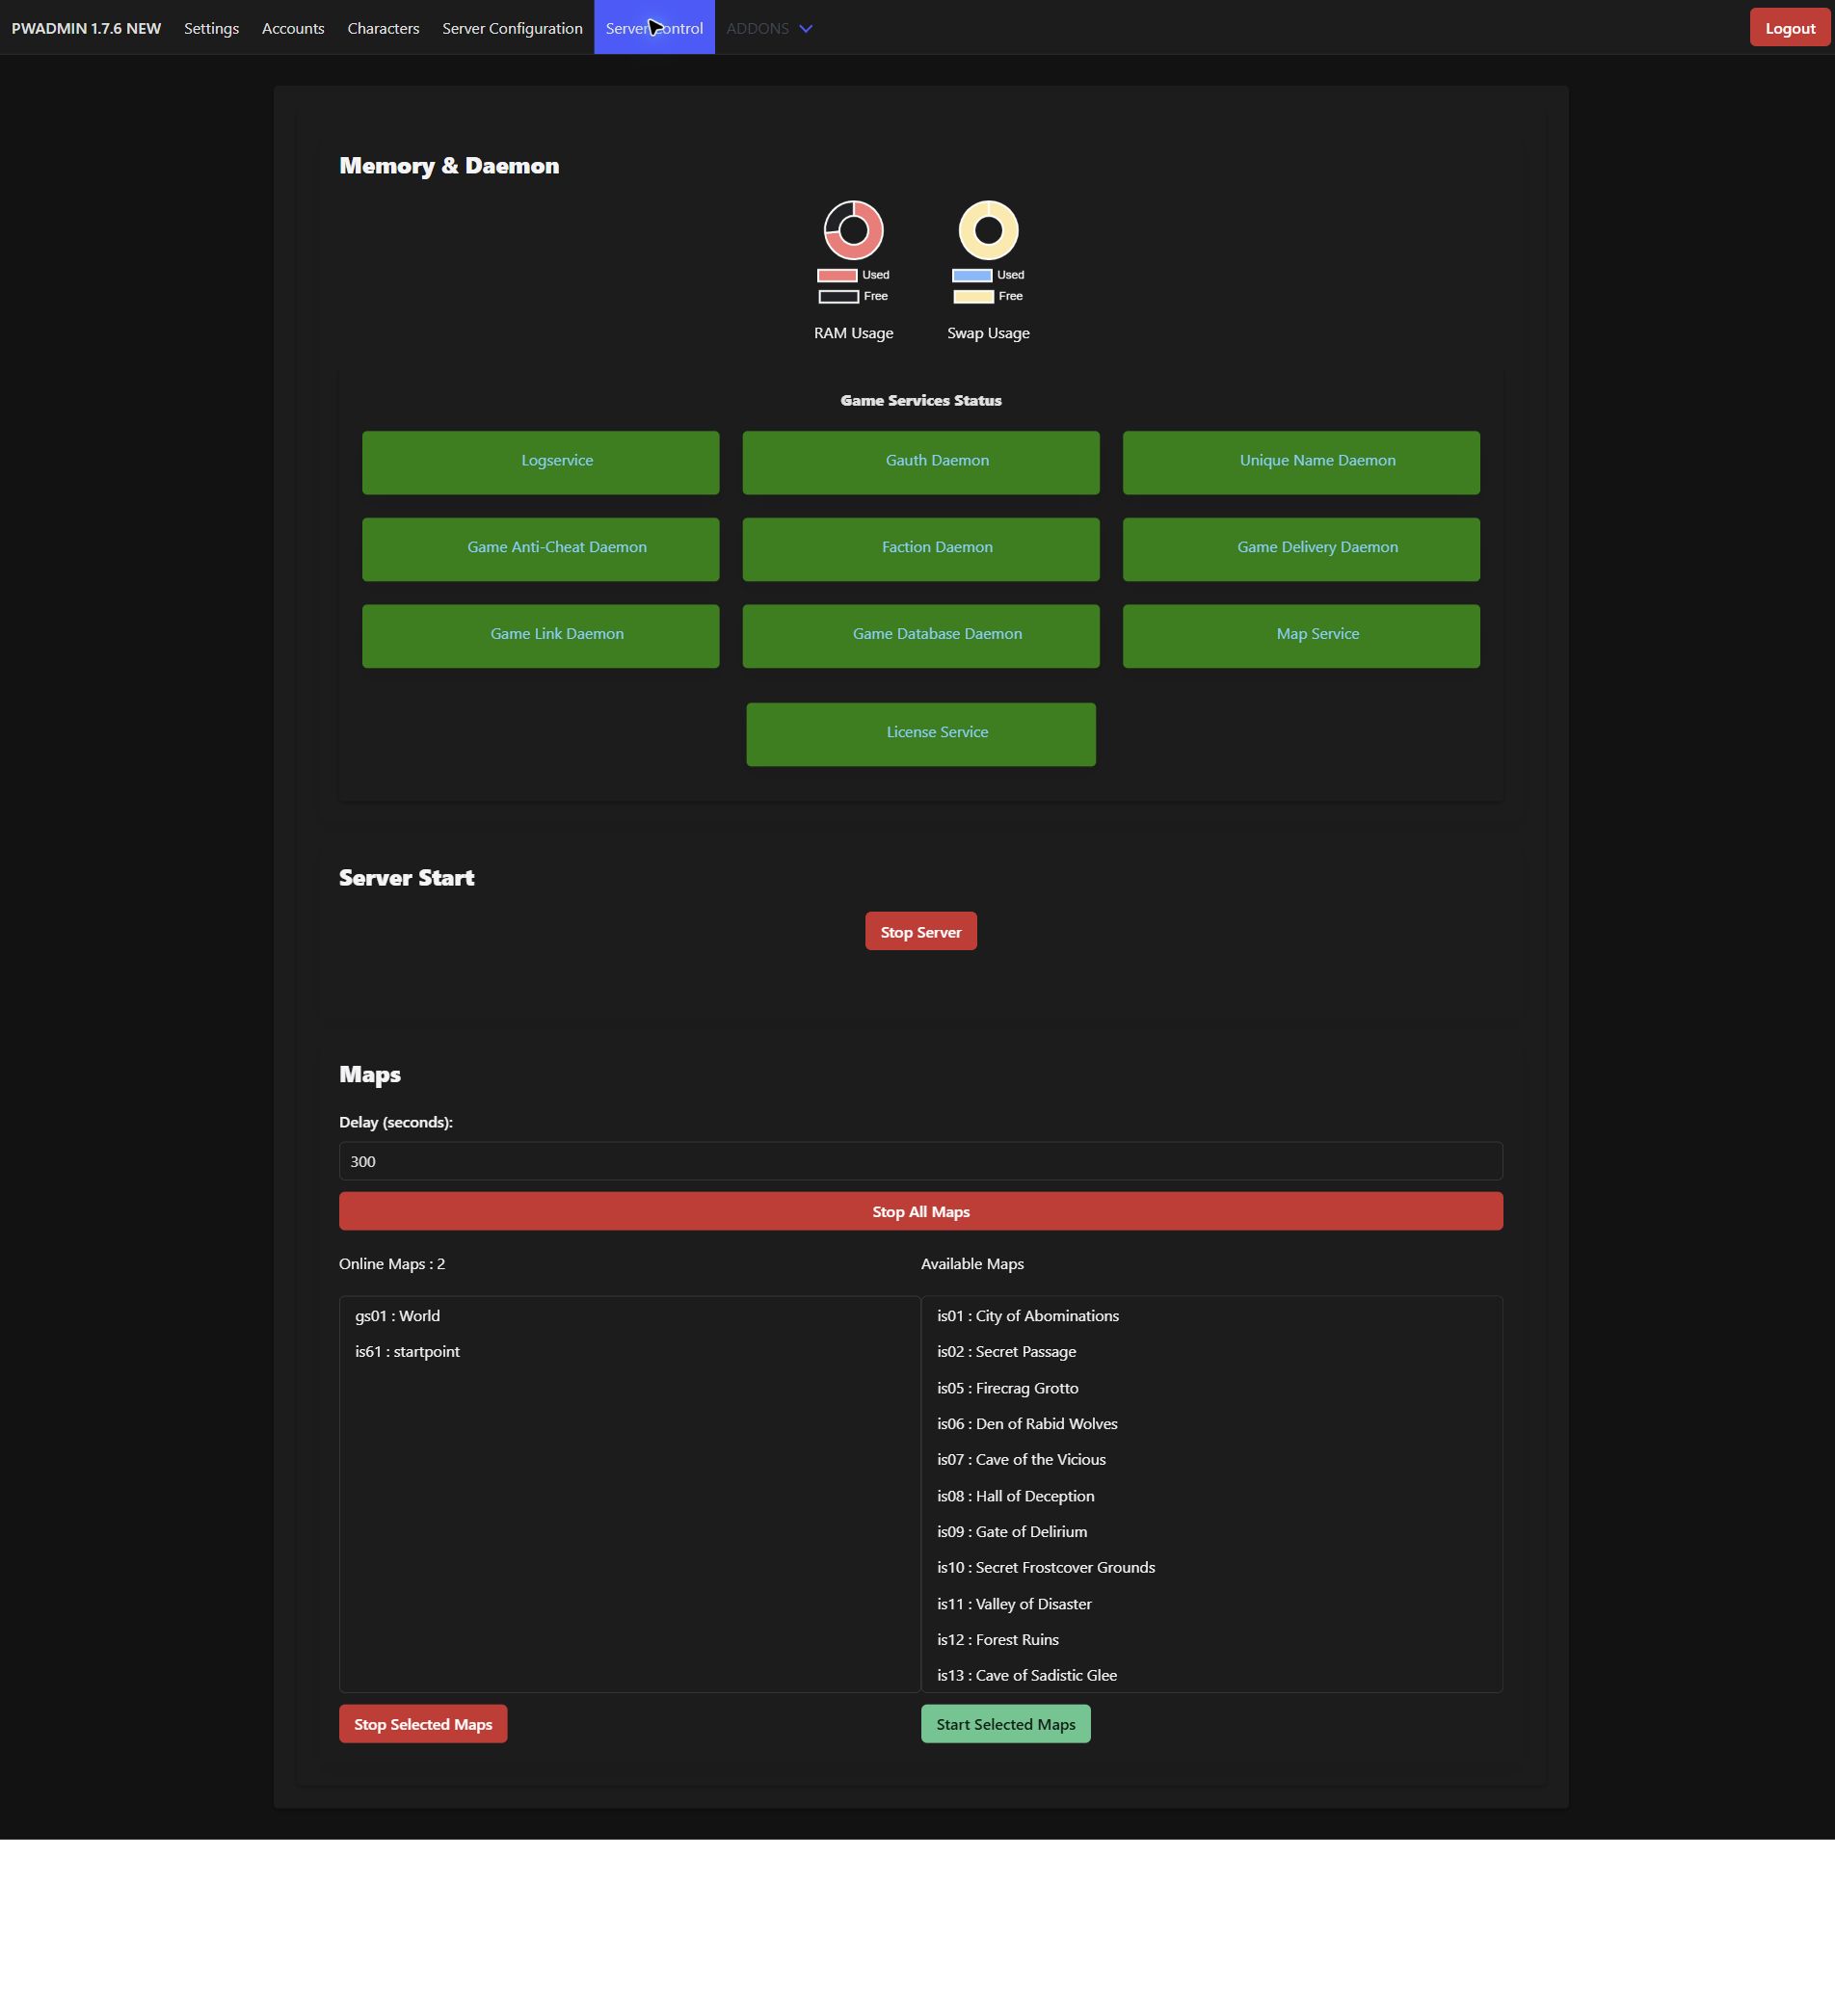 PWADMIN 1.7.6 NEW Settings Accounts Characters Server Configuration Server Control ADDONS Logout
Memory & Daemon
Used Used
Free Free
RAM Usage Swap Usage
Game Services Status
Logservice Gauth Daemon Unique Name Daemon
Game Anti-Cheat Daemon Faction Daemon Game Delivery Daemon
Game Link Daemon Game Database Daemon Map Service
License Service
Server Start
Stop Server
Maps
Delay (seconds):
300
Stop All Maps
Online Maps : 2
gs01 : World
is61 : startpoint
Stop Selected Maps
Available Maps
is01 : City of Abominations
is02 : Secret Passage
is05 : Firecrag Grotto
is06 : Den of Rabid Wolves
is07 : Cave of the Vicious
is08 : Hall of Deception
is09 : Gate of Delirium
is10 : Secret Frostcover Grounds
is11 : Valley of Disaster
is12 : Forest Ruins
is13 : Cave of Sadistic Glee
Start Selected Maps